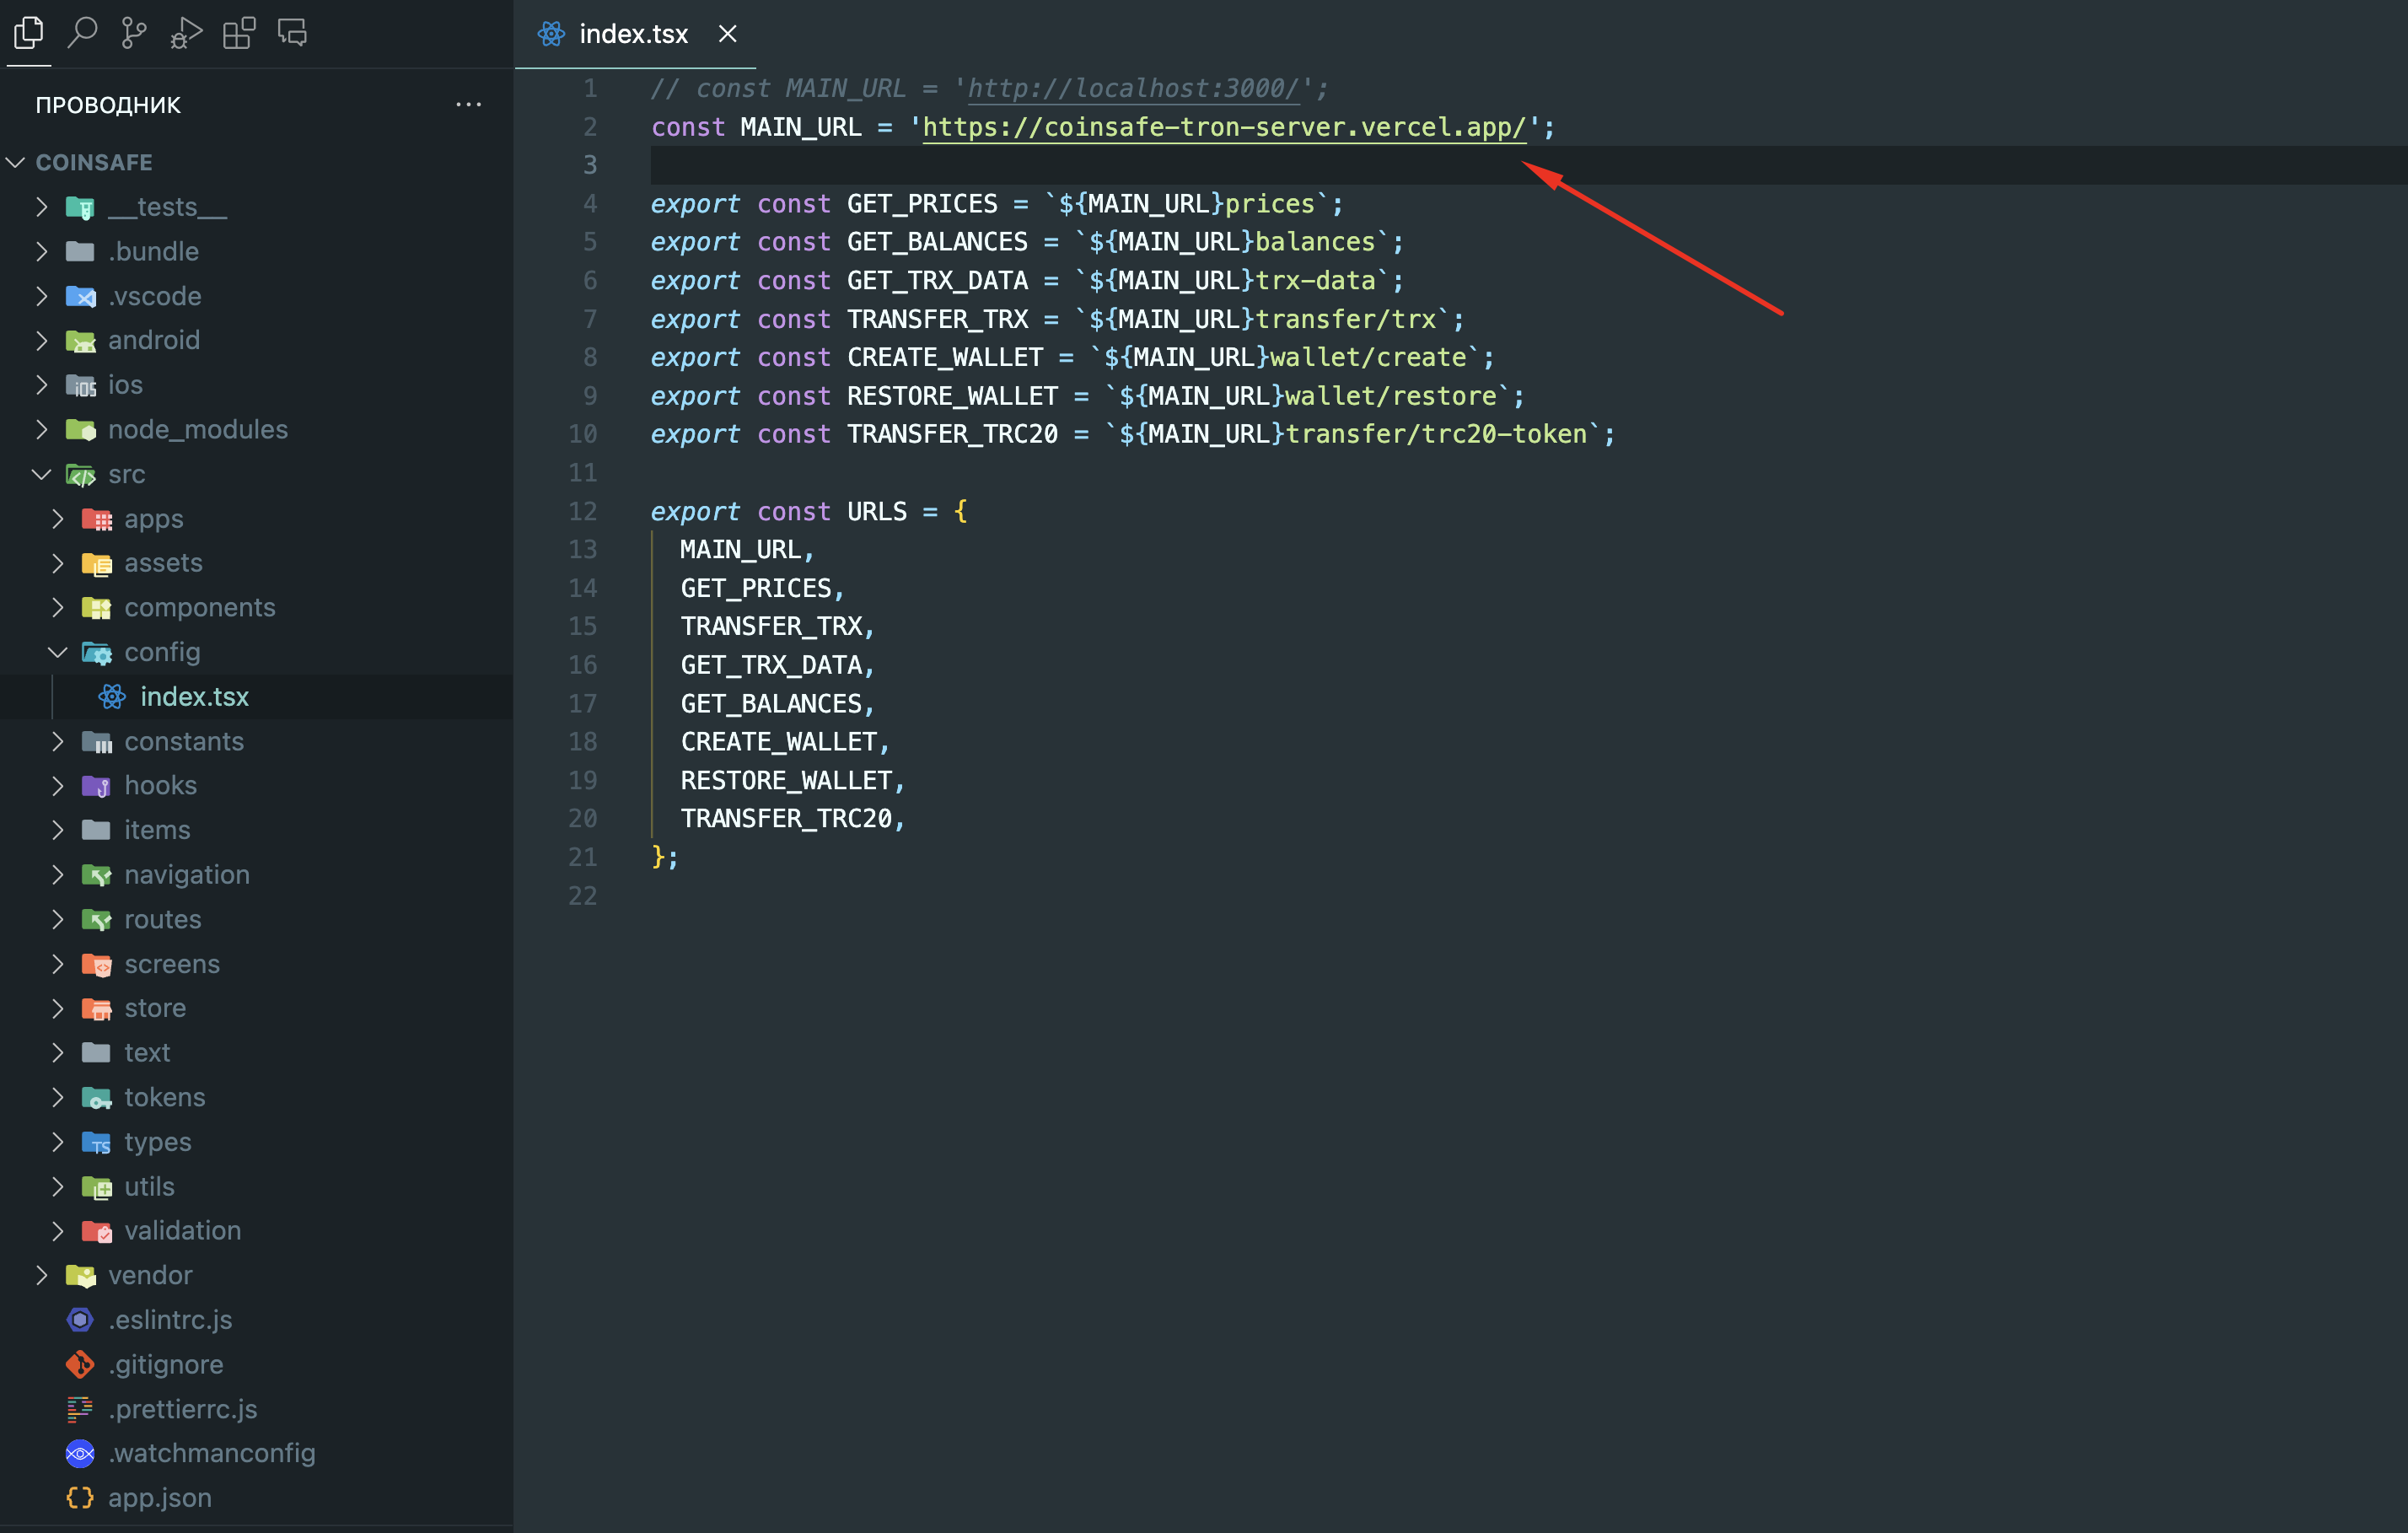 index.tsx
ПРОВОДНИК
COINSAFE
__tests__
.bundle
.vscode
android
ios
node_modules
src
apps
assets
components
config
index.tsx
constants
hooks
items
navigation
routes
screens
store
text
tokens
types
utils
validation
vendor
.eslintrc.js
.gitignore
.prettierrc.js
.watchmanconfig
app.json
1 // const MAIN_URL = 'http://localhost:3000/';
2 const MAIN_URL = 'https://coinsafe-tron-server.vercel.app/';
3
4 export const GET_PRICES = `${MAIN_URL}prices`;
5 export const GET_BALANCES = `${MAIN_URL}balances`;
6 export const GET_TRX_DATA = `${MAIN_URL}trx-data`;
7 export const TRANSFER_TRX = `${MAIN_URL}transfer/trx`;
8 export const CREATE_WALLET = `${MAIN_URL}wallet/create`;
9 export const RESTORE_WALLET = `${MAIN_URL}wallet/restore`;
10 export const TRANSFER_TRC20 = `${MAIN_URL}transfer/trc20-token`;
11
12 export const URLS = {
13 MAIN_URL,
14 GET_PRICES,
15 TRANSFER_TRX,
16 GET_TRX_DATA,
17 GET_BALANCES,
18 CREATE_WALLET,
19 RESTORE_WALLET,
20 TRANSFER_TRC20,
21 };
22